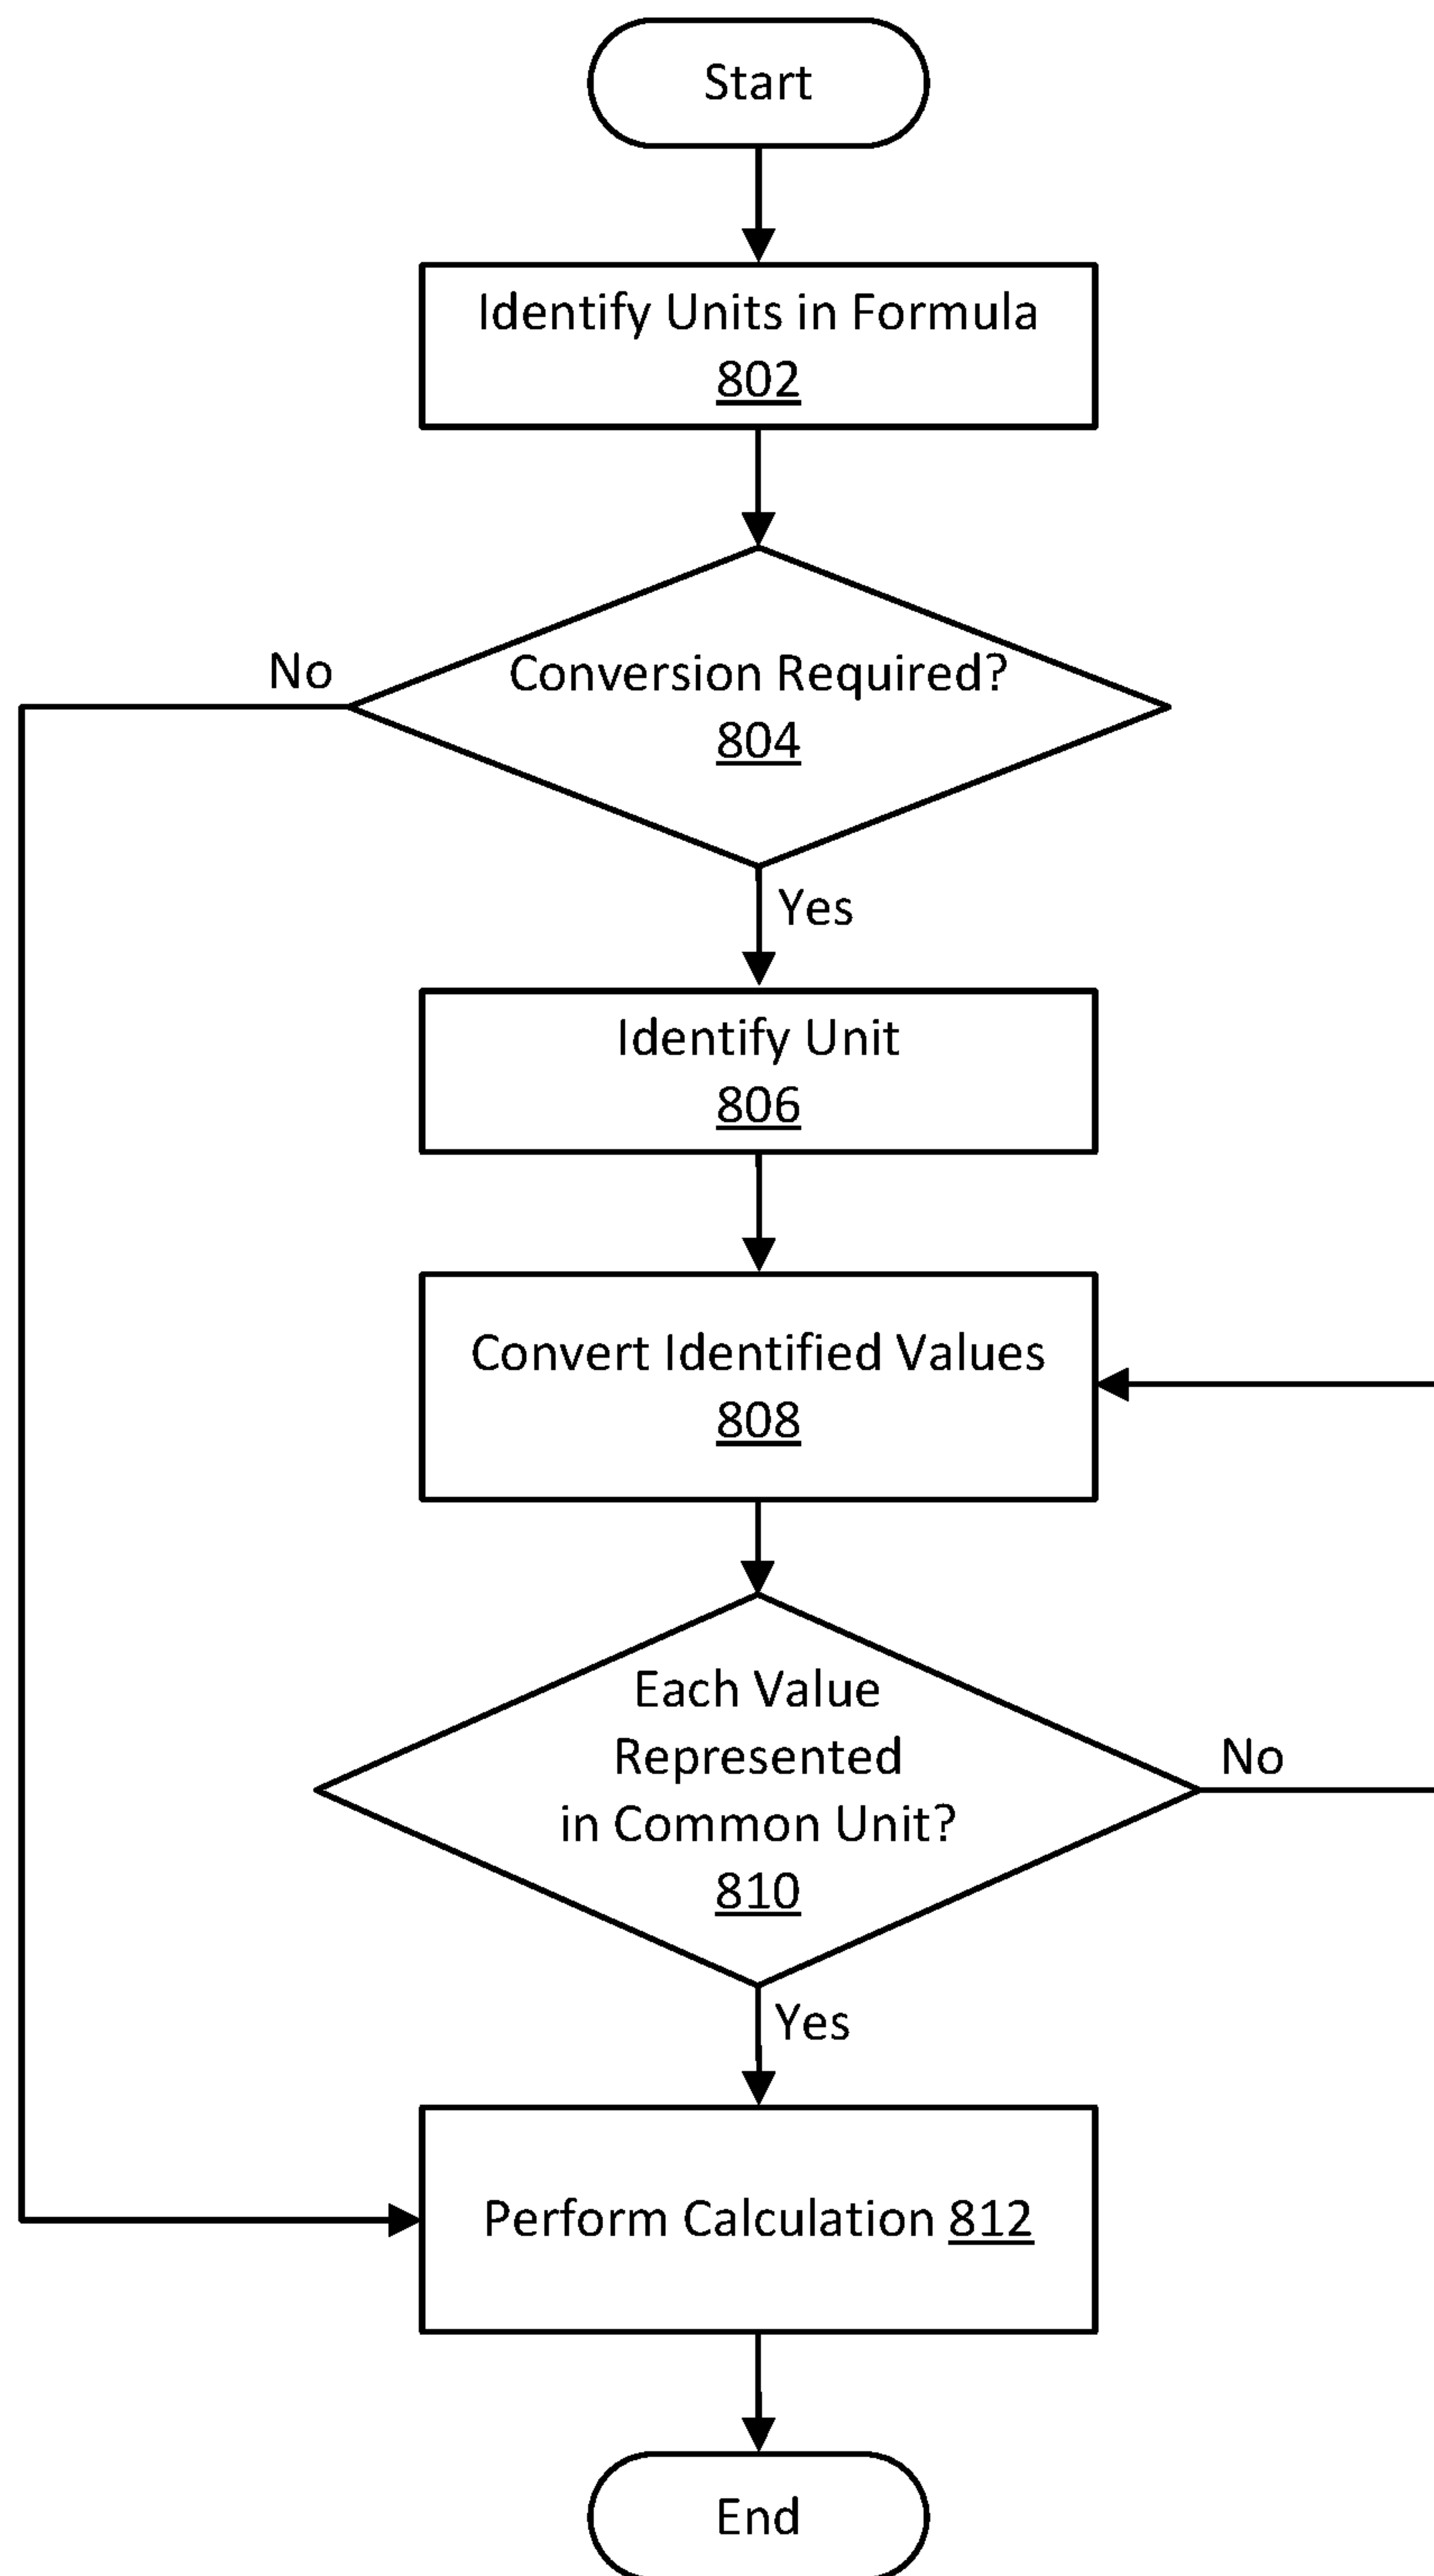 Start
Identify Units in Formula
802
No
Conversion Required?
804
Yes
Identify Unit
806
Convert Identified Values
808
Each Value
Represented
in Common Unit?
810
No
Yes
Perform Calculation 812
End